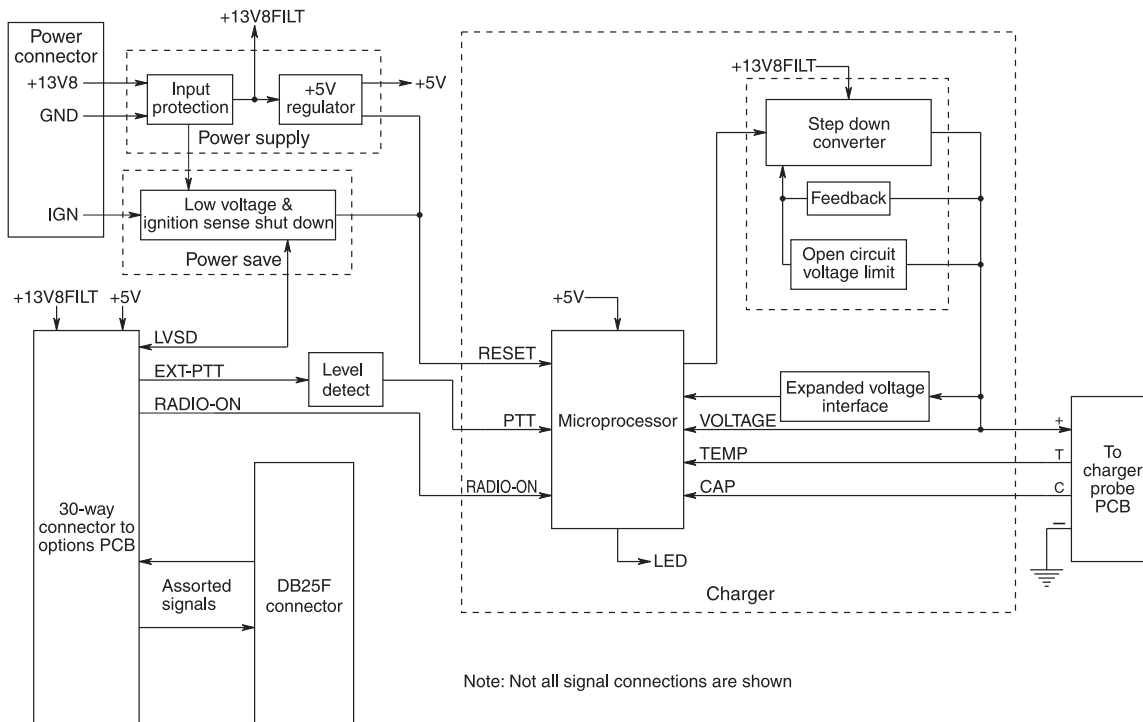 +13V8FILT
Power
connector
+13V8
GND
IGN
Input
protection
+5V
regulator
+5V
Power supply
Low voltage &
ignition sense shut down
Power save
+13V8FILT
+5V
LVSD
EXT-PTT
RADIO-ON
Level
detect
30-way
connector to
options PCB
Assorted
signals
DB25F
connector
+13V8FILT
Step down
converter
Feedback
Open circuit
voltage limit
+5V
RESET
PTT
RADIO-ON
Microprocessor
Expanded voltage
interface
VOLTAGE
TEMP
CAP
LED
Charger
+
T
C
−
To
charger
probe
PCB
Note: Not all signal connections are shown